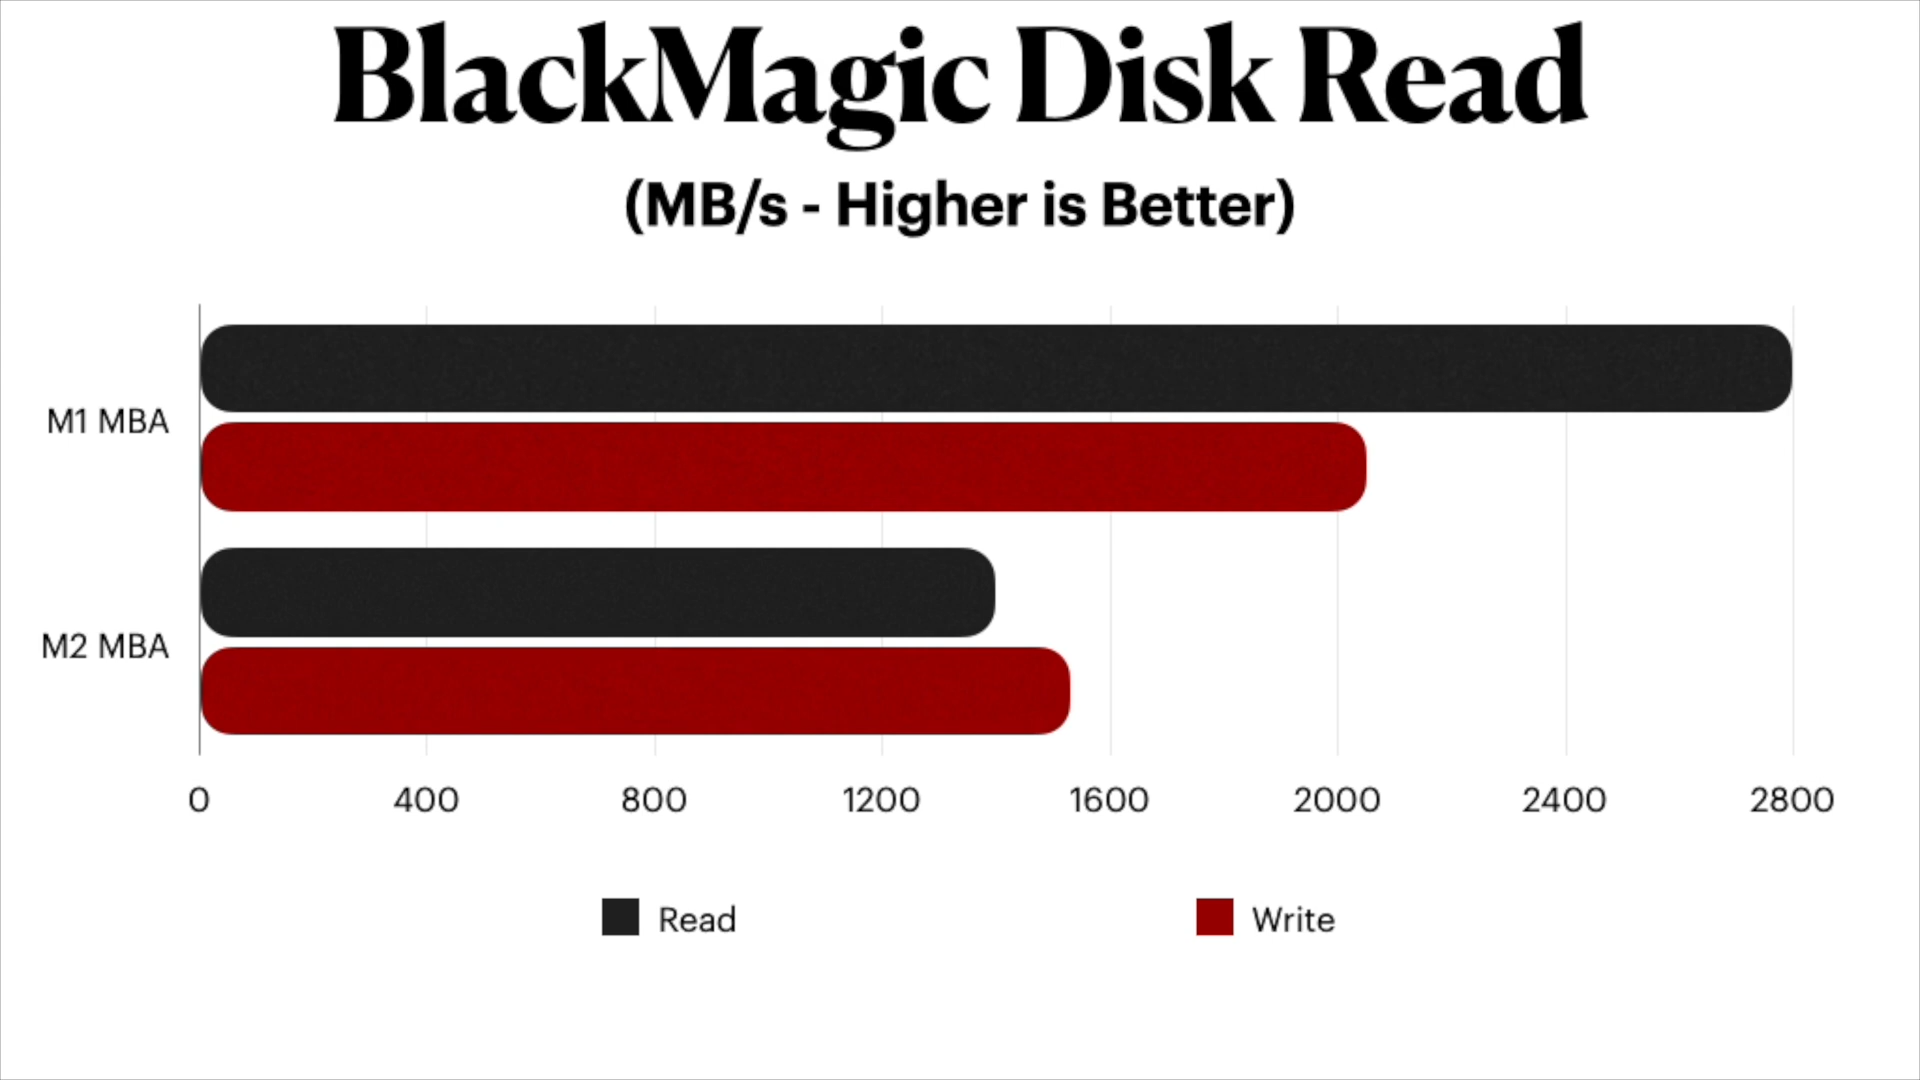 BlackMagic Disk Read
(MB/s - Higher is Better)
M1 MBA
M2 MBA
0 400 800 1200 1600 2000 2400 2800
Read Write